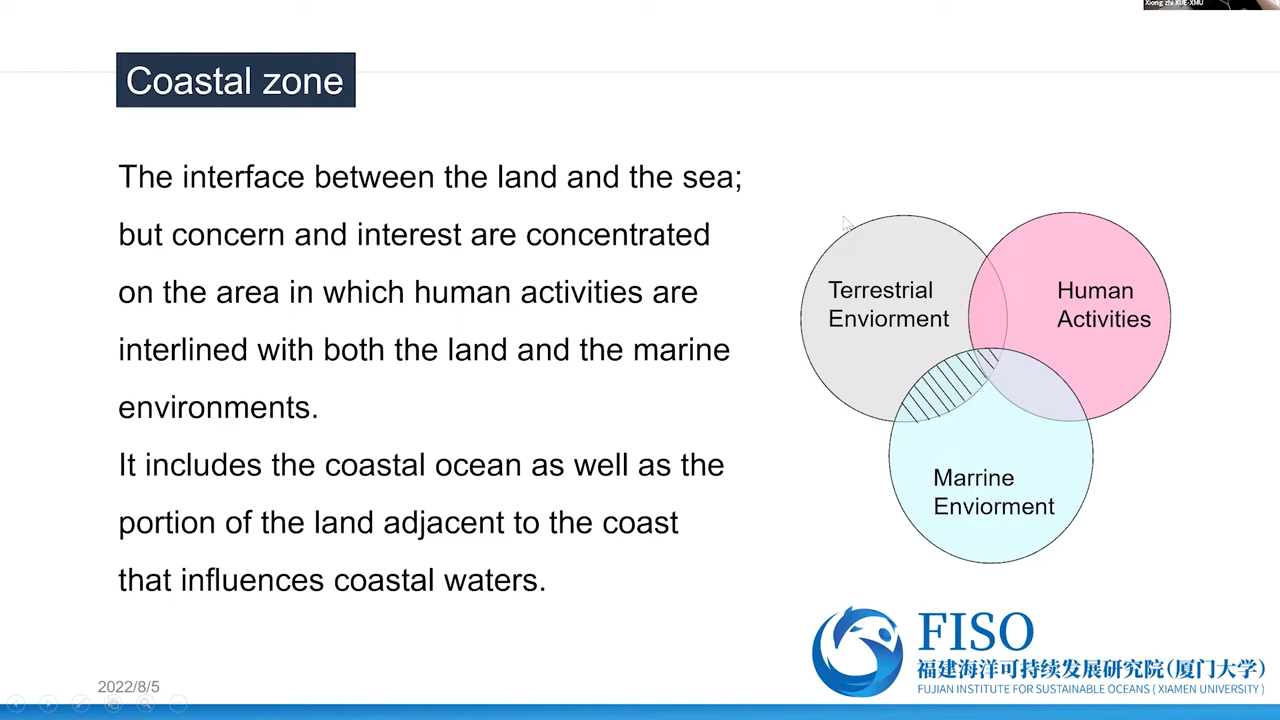 Xiong zhi XUE-XMU
Coastal zone
The interface between the land and the sea;
but concern and interest are concentrated
on the area in which human activities are
interlined with both the land and the marine
environments.
It includes the coastal ocean as well as the
portion of the land adjacent to the coast
that influences coastal waters.
Terrestrial
Enviorment
Human
Activities
Marrine
Enviorment
FISO
福建海洋可持续发展研究院(厦门大学)
FUJIAN INSTITUTE FOR SUSTAINABLE OCEANS ( XIAMEN UNIVERSITY )
2022/8/5